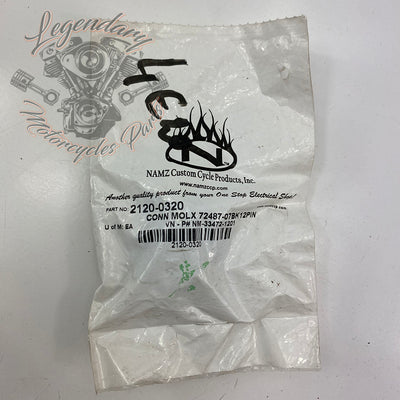 Legendary
Motorcycles Parts
N
NAMZ Custom Cycle Products, Inc.
www.namzccp.com
Another quality product from your One Stop Electrical Shop!
PART NO: 2120-0320
CONN MOLX 72487-07BK12PIN
U of M: EA VN - P# NM-33472-1201
2120-0320